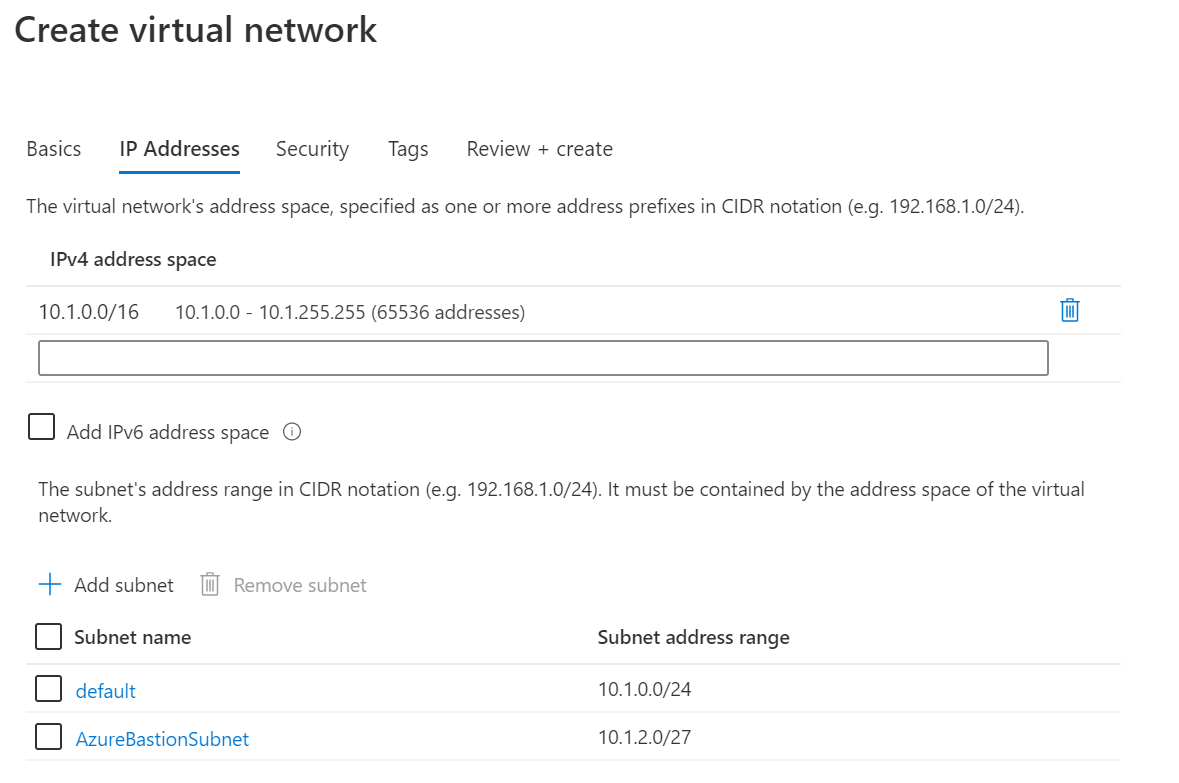 Create virtual network
Basics IP Addresses Security Tags Review + create
The virtual network's address space, specified as one or more address prefixes in CIDR notation (e.g. 192.168.1.0/24).
IPv4 address space
10.1.0.0/16 10.1.0.0 - 10.1.255.255 (65536 addresses)
Add IPv6 address space
The subnet's address range in CIDR notation (e.g. 192.168.1.0/24). It must be contained by the address space of the virtual
network.
Add subnet Remove subnet
Subnet name Subnet address range
default 10.1.0.0/24
AzureBastionSubnet 10.1.2.0/27